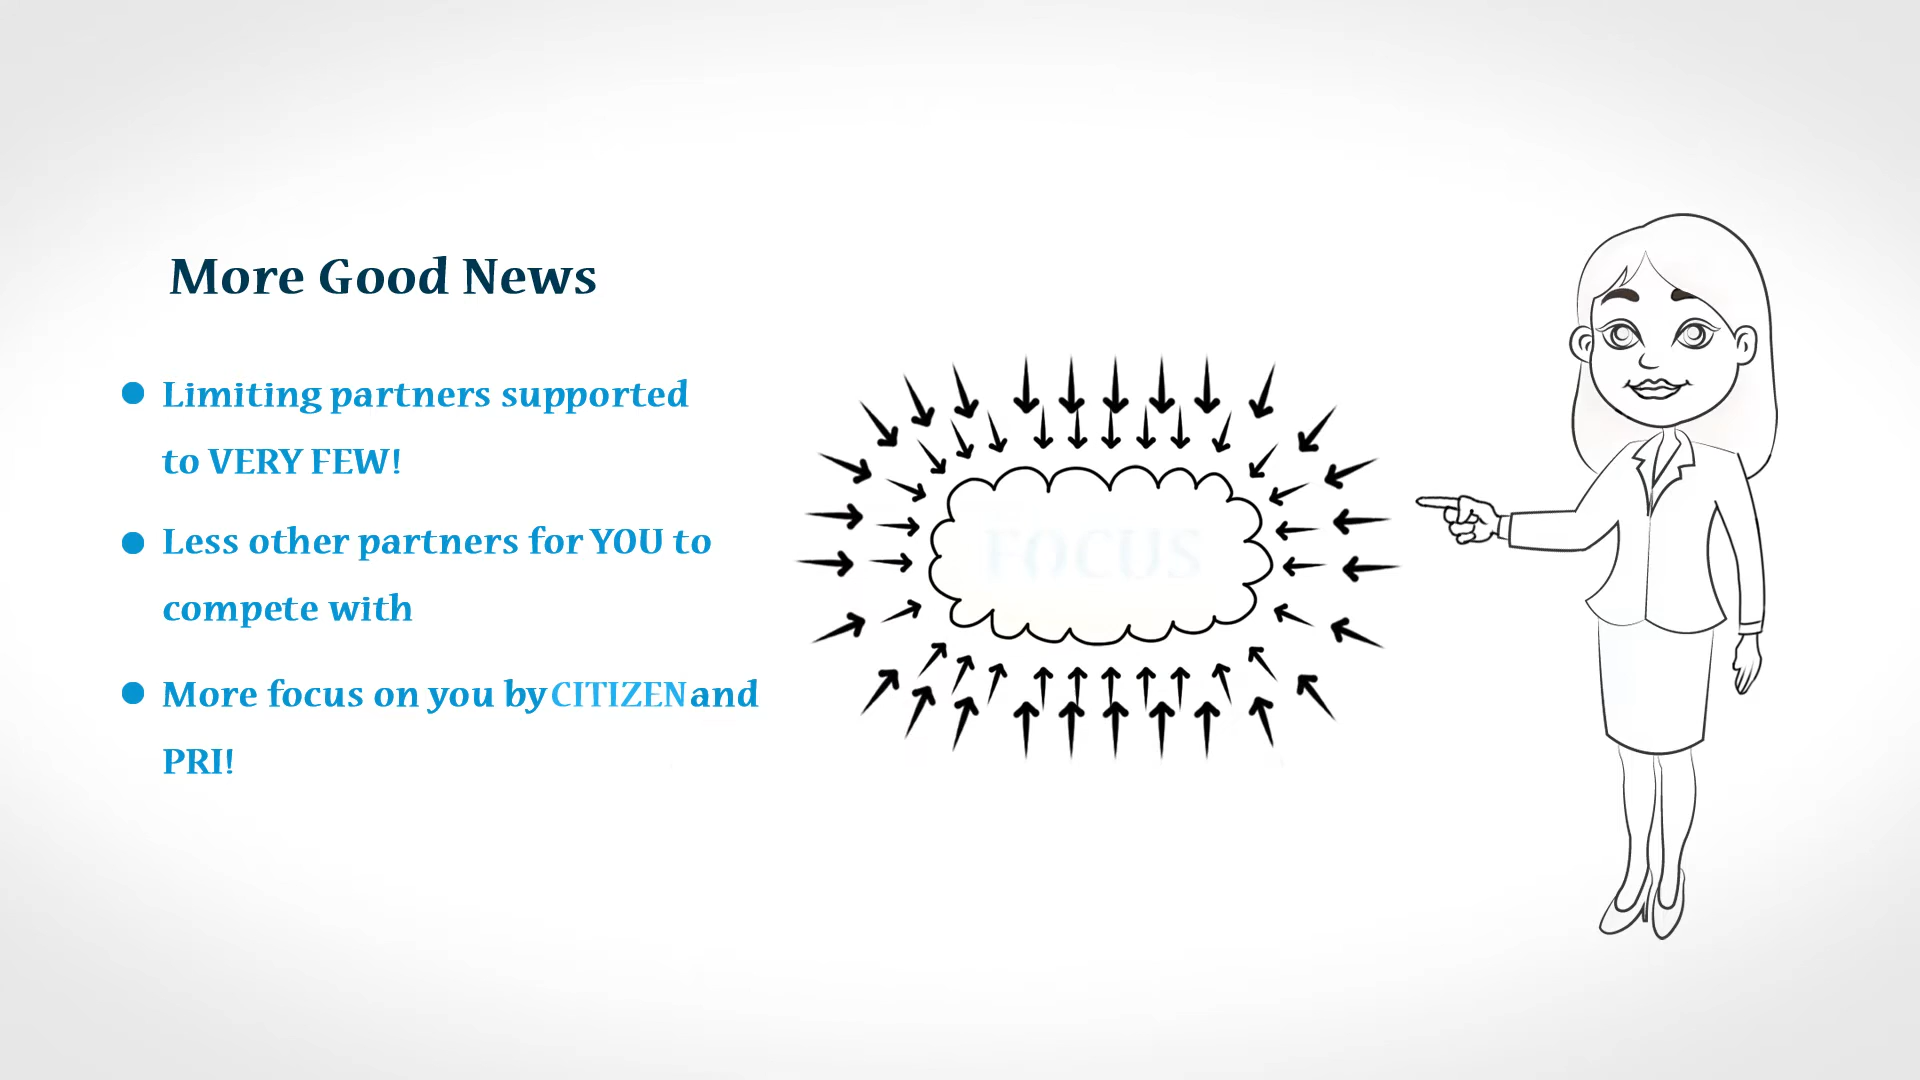 More Good News
Limiting partners supported
to VERY FEW!
Less other partners for YOU to
compete with
More focus on you by CITIZEN and
PRI!
FOCUS